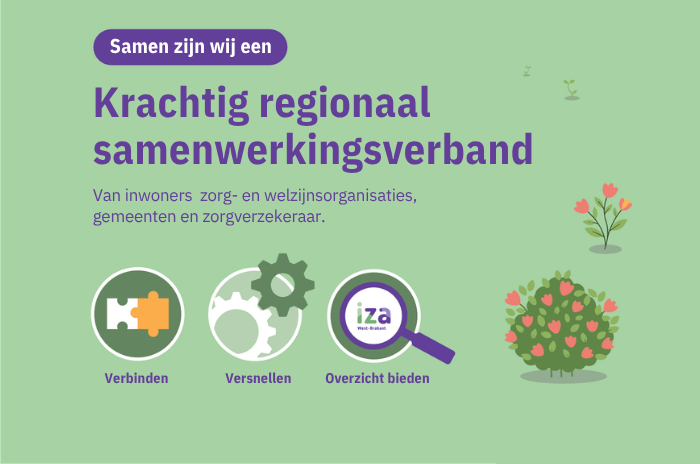 Samen zijn wij een
Krachtig regionaal
samenwerkingsverband
Van inwoners  zorg- en welzijnsorganisaties,
gemeenten en zorgverzekeraar.
iza
West-Brabant
Verbinden
Versnellen
Overzicht bieden